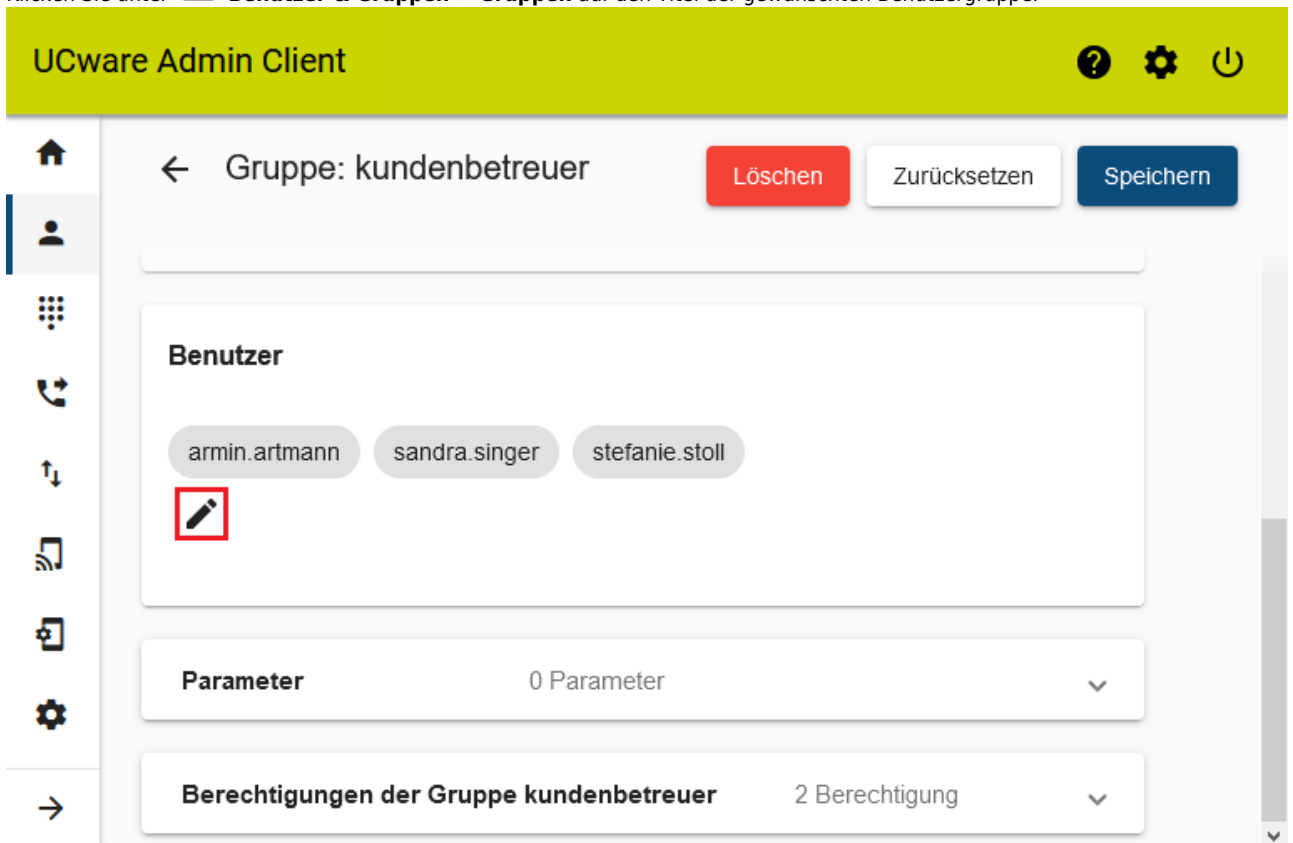 UCware Admin Client
Gruppe: kundenbetreuer
Löschen
Zurücksetzen
Speichern
Benutzer
armin.artmann sandra.singer stefanie.stoll
Parameter 0 Parameter
Berechtigungen der Gruppe kundenbetreuer 2 Berechtigung